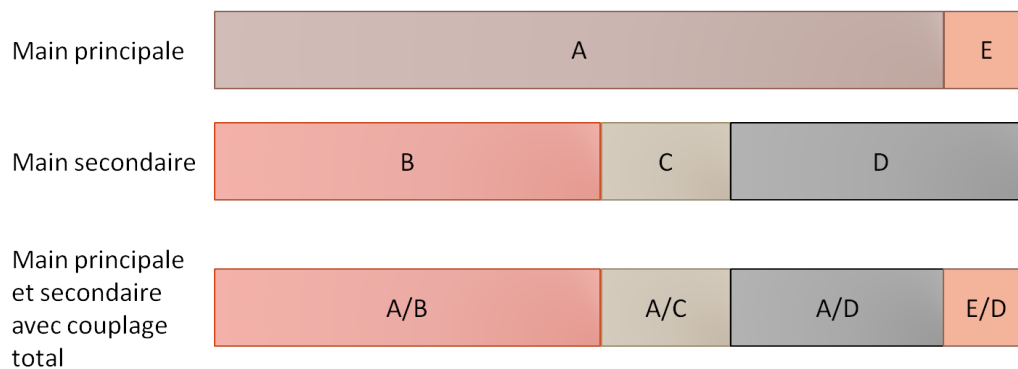 Main principale
A
E
Main secondaire
B
C
D
Main principale
et secondaire
avec couplage
total
A/B
A/C
A/D
E/D